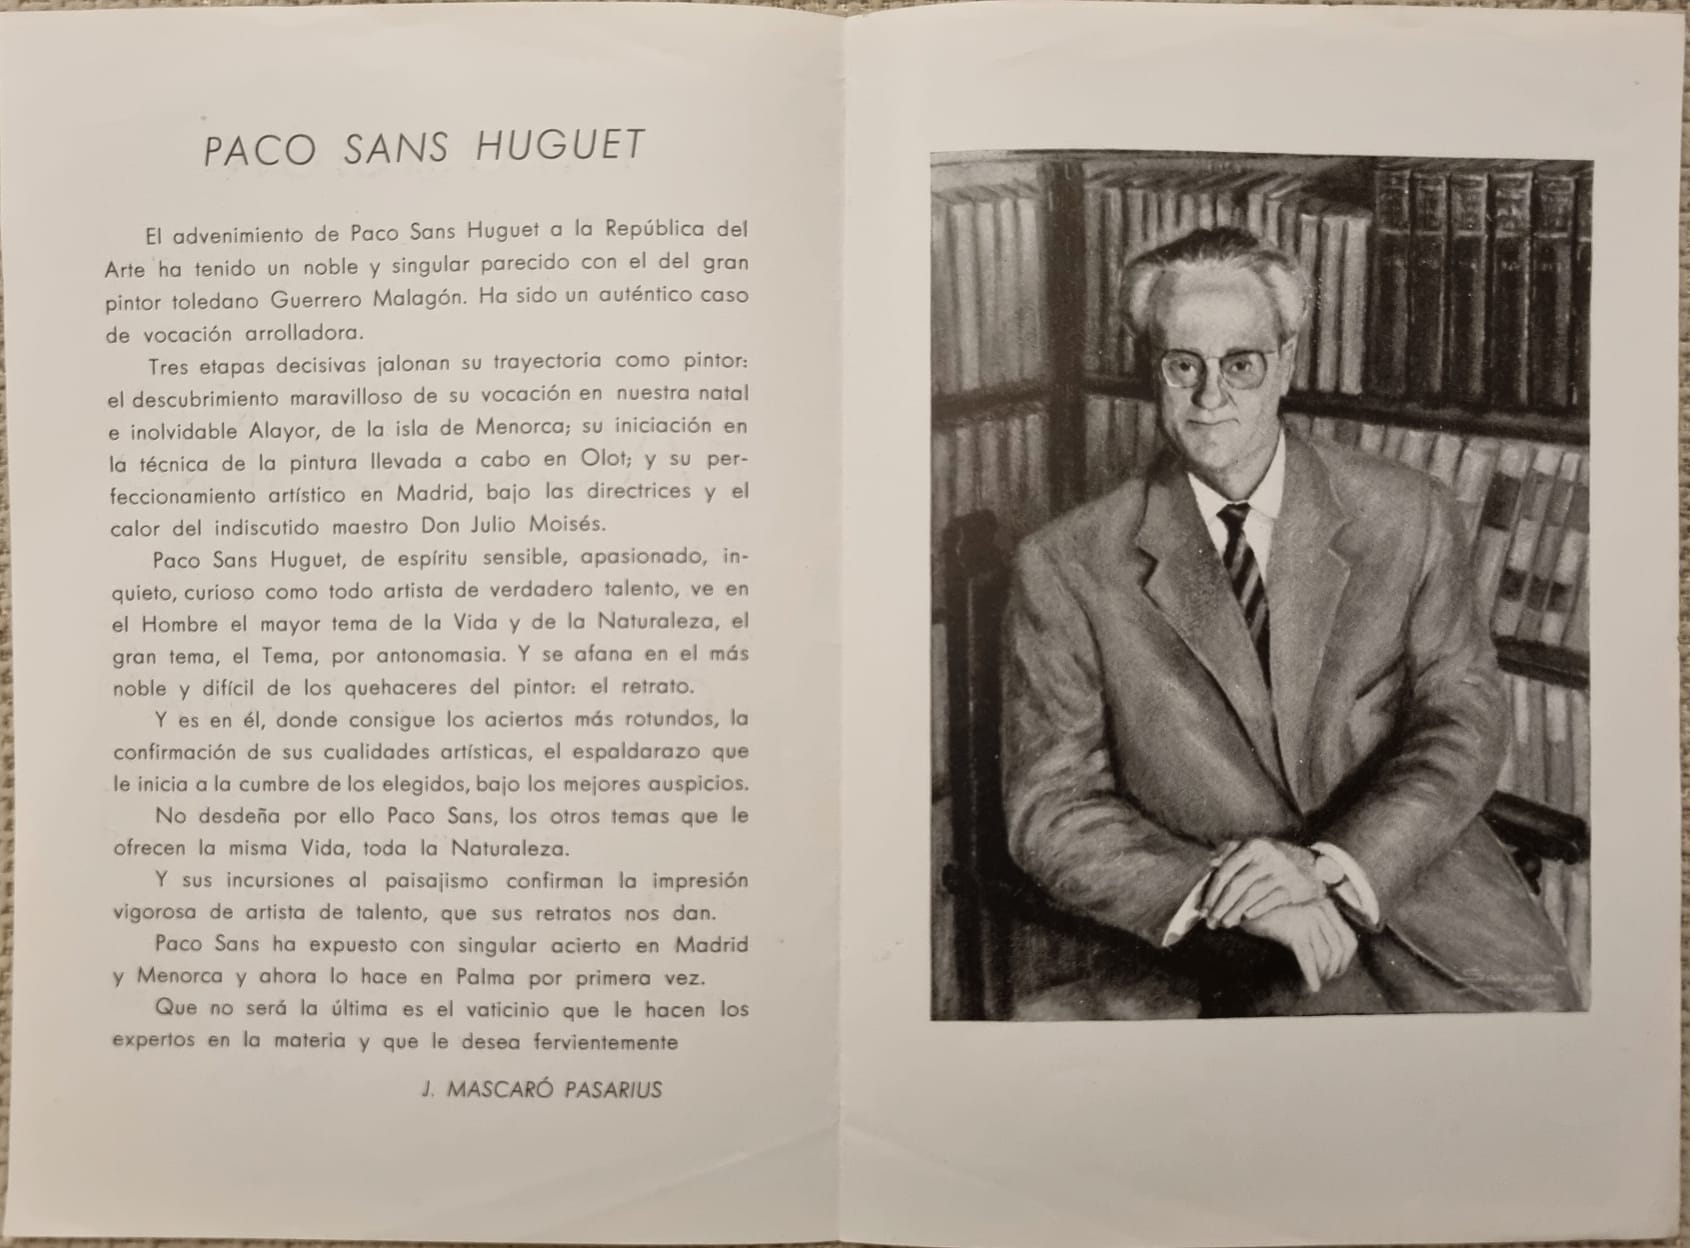 PACO SANS HUGUET
El advenimiento de Paco Sans Huguet a la República del
Arte ha tenido un noble y singular parecido con el del gran
pintor toledano Guerrero Malagón. Ha sido un auténtico caso
de vocación arrolladora.
Tres etapas decisivas jalonan su trayectoria como pintor:
el descubrimiento maravilloso de su vocación en nuestra natal
e inolvidable Alayor, de la isla de Menorca; su iniciación en
la técnica de la pintura llevada a cabo en Olot; y su per-
feccionamiento artístico en Madrid, bajo las directrices y el
calor del indiscutido maestro Don Julio Moisés.
Paco Sans Huguet, de espíritu sensible, apasionado, in-
quieto, curioso como todo artista de verdadero talento, ve en
el Hombre el mayor tema de la Vida y de la Naturaleza, el
gran tema, el Tema, por antonomasia. Y se afana en el más
noble y difícil de los quehaceres del pintor: el retrato.
Y es en él, donde consigue los aciertos más rotundos, la
confirmación de sus cualidades artísticas, el espaldarazo que
le inicia a la cumbre de los elegidos, bajo los mejores auspicios.
No desdeña por ello Paco Sans, los otros temas que le
ofrecen la misma Vida, toda la Naturaleza.
Y sus incursiones al paisajismo confirman la impresión
vigorosa de artista de talento, que sus retratos nos dan.
Paco Sans ha expuesto con singular acierto en Madrid
y Menorca y ahora lo hace en Palma por primera vez.
Que no será la última es el vaticinio que le hacen los
expertos en la materia y que le desea fervientemente
J. MASCARÓ PASARIUS